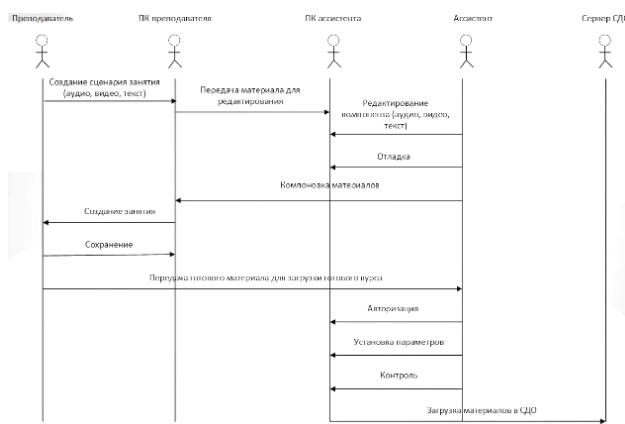 Преподаватель
ПК преподавателя
ПК ассистента
Ассистент
Сервер СДО
Создание сценария занятия
(аудио, видео, текст)
Передача материала для
редактирования
Редактирование
компонента (аудио, видео,
текст)
Отладка
Компоновка материалов
Создание занятия
Сохранение
Передача готового материала для загрузки готового курса
Авторизация
Установка параметров
Контроль
Загрузка материалов в СДО